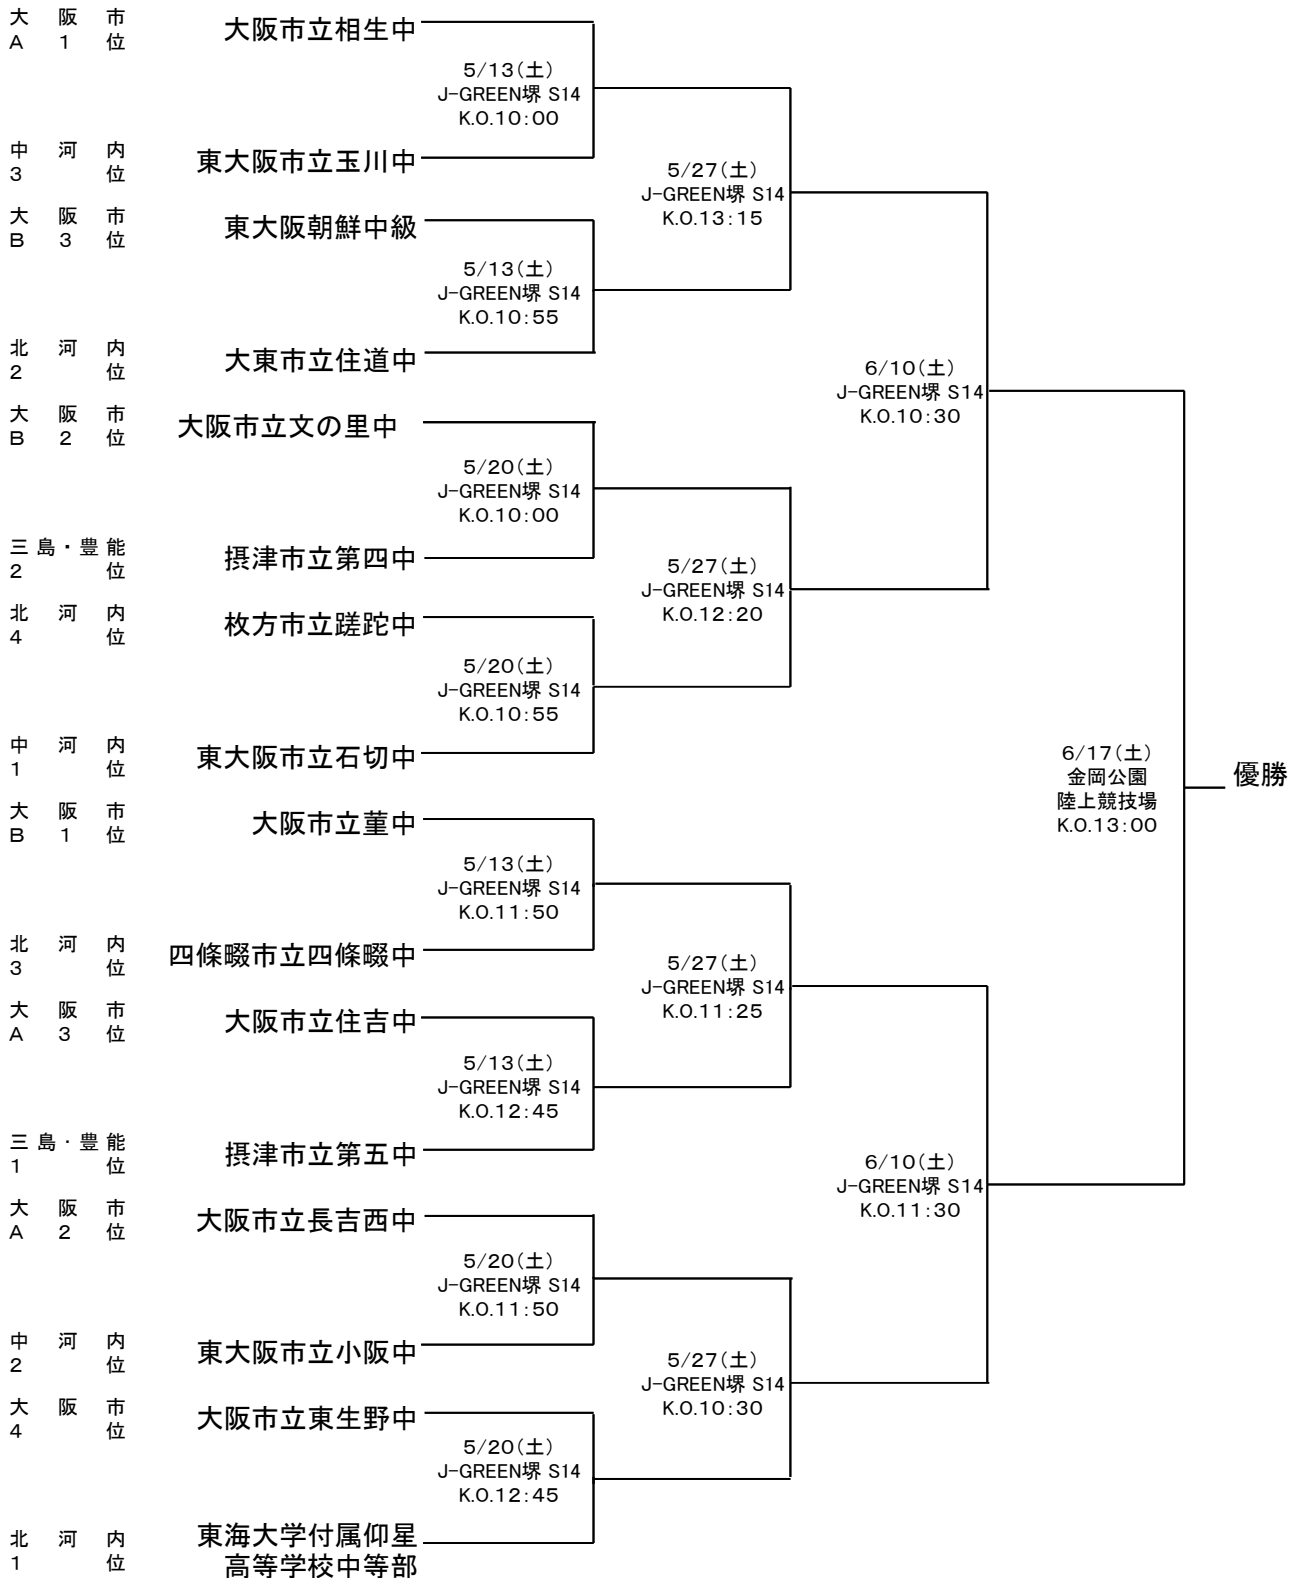 大阪市
A1位
大阪市立相生中
5/13(土)
J-GREEN堺 S14
K.O.10:00
中河内
3位
東大阪市立玉川中
5/27(土)
J-GREEN堺 S14
K.O.13:15
大阪市
B3位
東大阪朝鮮中級
5/13(土)
J-GREEN堺 S14
K.O.10:55
北河内
2位
大東市立住道中
6/10(土)
J-GREEN堺 S14
K.O.10:30
大阪市
B2位
大阪市立文の里中
5/20(土)
J-GREEN堺 S14
K.O.10:00
三島・豊能
2位
摂津市立第四中
5/27(土)
J-GREEN堺 S14
K.O.12:20
北河内
4位
枚方市立蹉跎中
5/20(土)
J-GREEN堺 S14
K.O.10:55
中河内
1位
東大阪市立石切中
6/17(土)
金岡公園
陸上競技場
K.O.13:00
優勝
大阪市
B1位
大阪市立菫中
5/13(土)
J-GREEN堺 S14
K.O.11:50
北河内
3位
四條畷市立四條畷中
5/27(土)
J-GREEN堺 S14
K.O.11:25
大阪市
A3位
大阪市立住吉中
5/13(土)
J-GREEN堺 S14
K.O.12:45
三島・豊能
1位
摂津市立第五中
6/10(土)
J-GREEN堺 S14
K.O.11:30
大阪市
A2位
大阪市立長吉西中
5/20(土)
J-GREEN堺 S14
K.O.11:50
中河内
2位
東大阪市立小阪中
5/27(土)
J-GREEN堺 S14
K.O.10:30
大阪市
4位
大阪市立東生野中
5/20(土)
J-GREEN堺 S14
K.O.12:45
北河内
1位
東海大学付属仰星
高等学校中等部